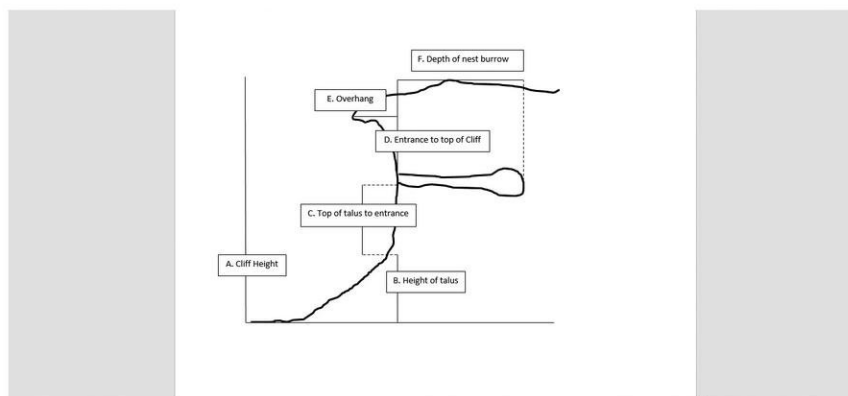 F. Depth of nest burrow
E. Overhang
D. Entrance to top of Cliff
C. Top of talus to entrance
A. Cliff Height
B. Height of talus